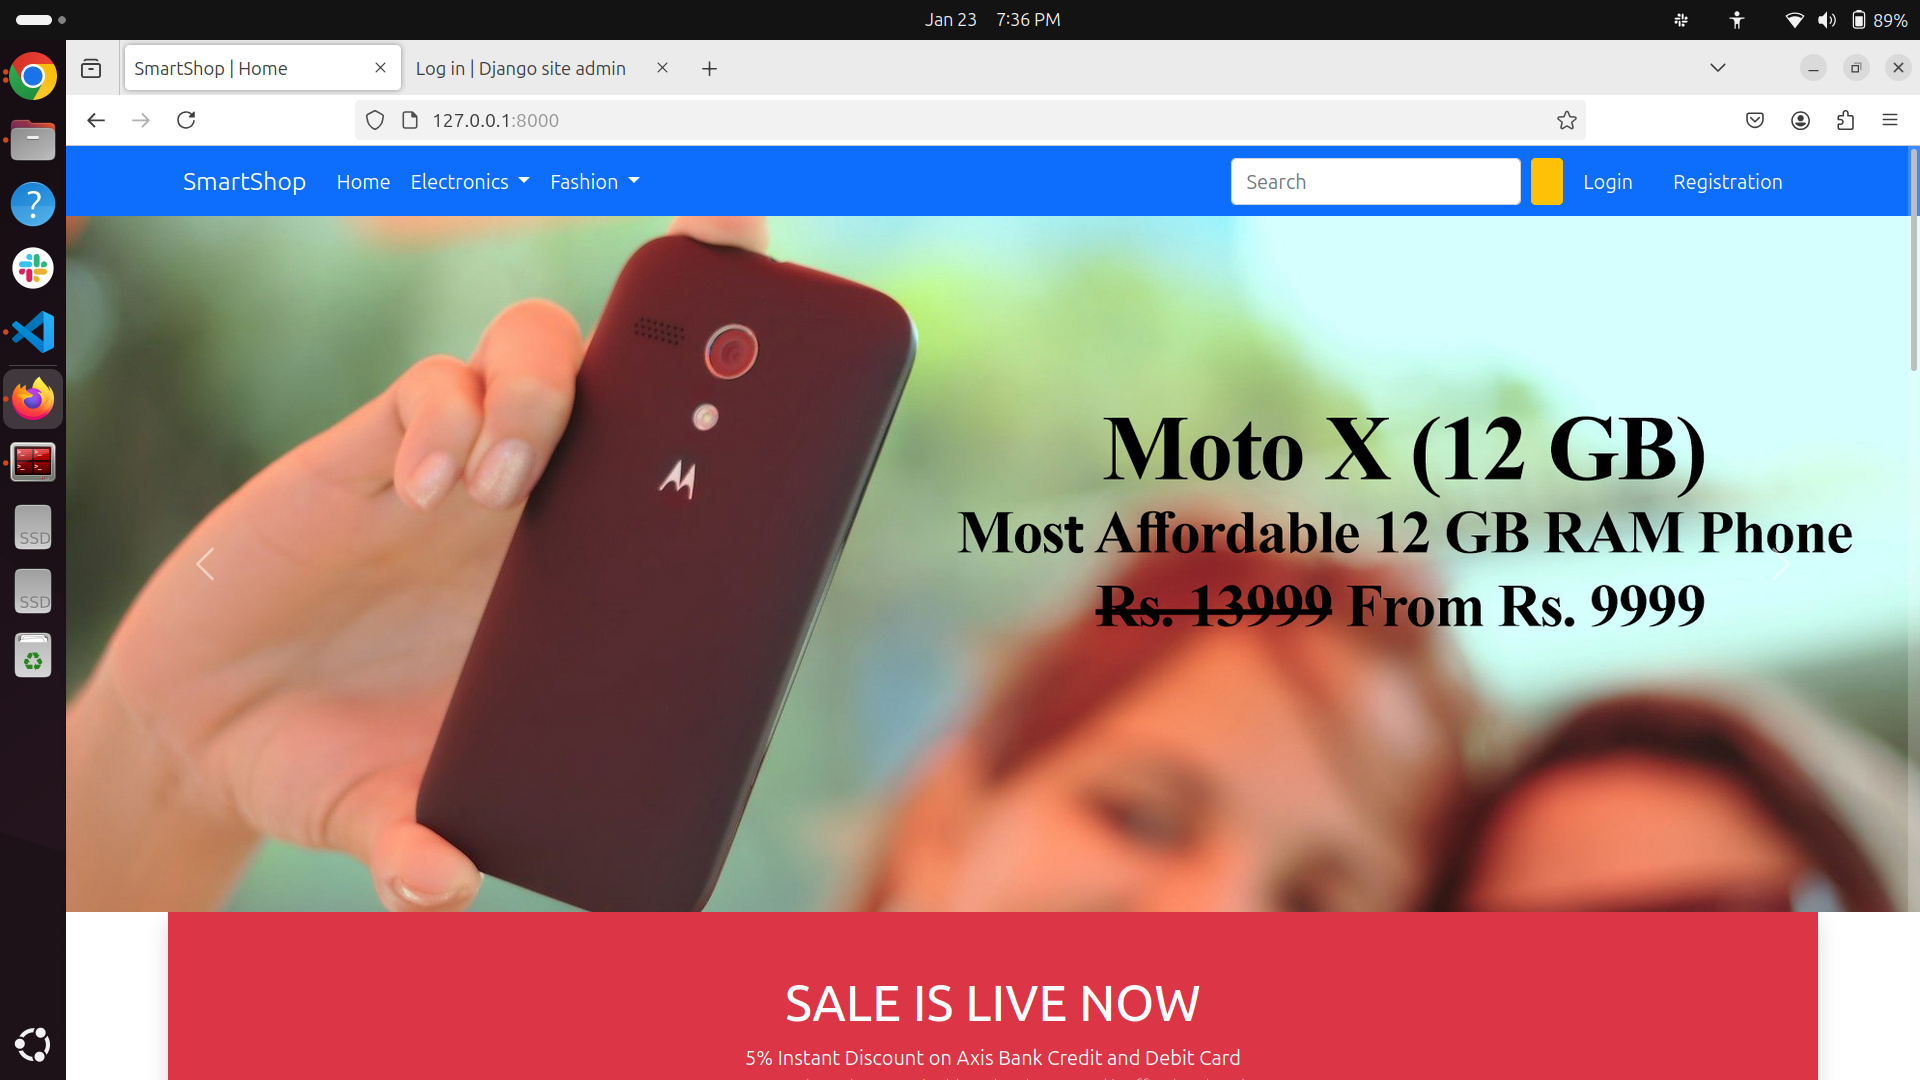 Jan 23 7:36 PM
89%
SmartShop | Home
Log in | Django site admin
127.0.0.1:8000
SmartShop
Home
Electronics
Fashion
Search
Login
Registration
Moto X (12 GB)
Most Affordable 12 GB RAM Phone
Rs. 13999 From Rs. 9999
SSD
SSD
SALE IS LIVE NOW
5% Instant Discount on Axis Bank Credit and Debit Card